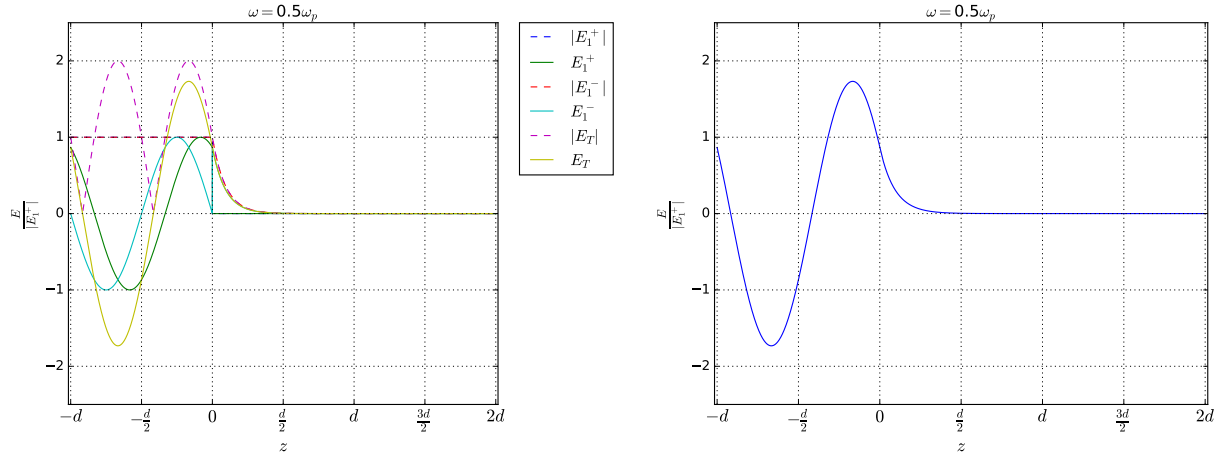 ω = 0.5ω_p
2
1
0
−1
−2
E/|E_1^+|
−d
−d/2
0
d/2
d
3d/2
2d
z
|E_1^+|
E_1^+
|E_1^-|
E_1^-
|E_T|
E_T
ω = 0.5ω_p
2
1
0
−1
−2
E/|E_1^+|
−d
−d/2
0
d/2
d
3d/2
2d
z